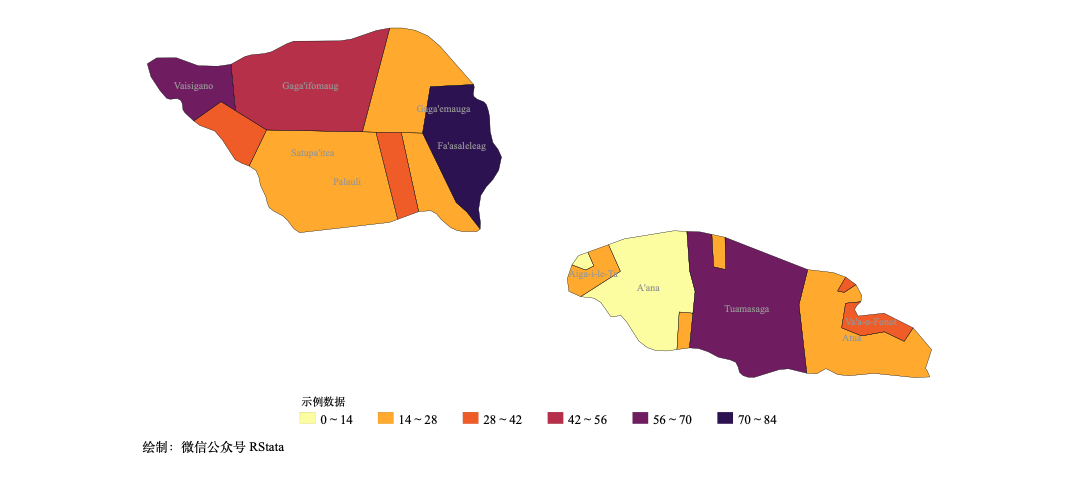 Vaisigano
Gaga'ifomaug
Gaga'emauga
Fa'asaleleag
Satupa'itea
Palauli
Aiga-i-le-Ta
A'ana
Tuamasaga
Va'a-o-Fonot
Atua
示例数据
0 ~ 14
14 ~ 28
28 ~ 42
42 ~ 56
56 ~ 70
70 ~ 84
绘制：微信公众号 RStata